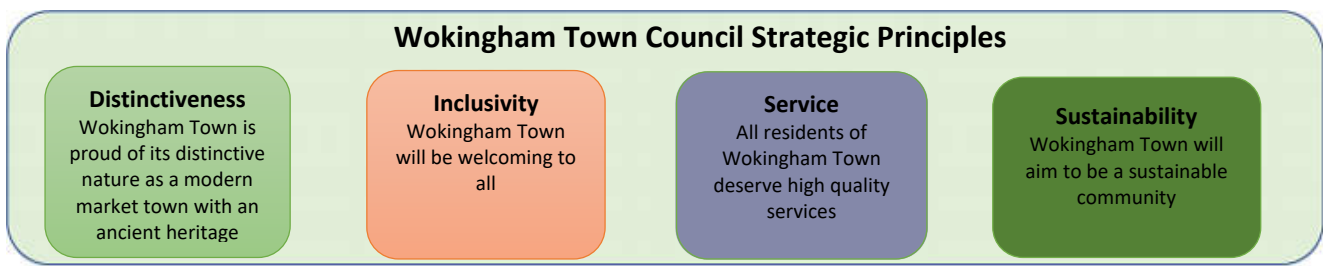 Wokingham Town Council Strategic Principles
Distinctiveness
Wokingham Town is
proud of its distinctive
nature as a modern
market town with an
ancient heritage
Inclusivity
Wokingham Town
will be welcoming to
all
Service
All residents of
Wokingham Town
deserve high quality
services
Sustainability
Wokingham Town will
aim to be a sustainable
community